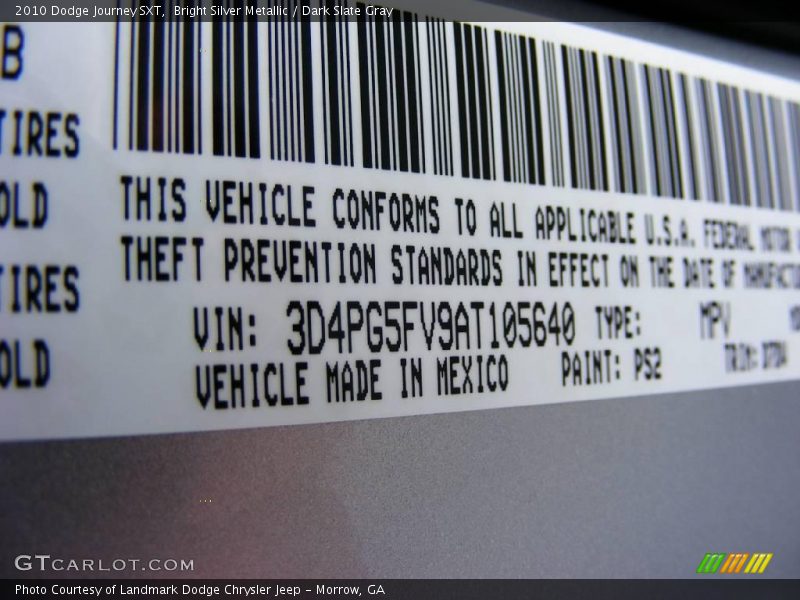 2010 Dodge Journey SXT, Bright Silver Metallic / Dark Slate Gray
B
TIRES
OLD
TIRES
OLD
THIS VEHICLE CONFORMS TO ALL APPLICABLE U.S.A. FEDERAL MOTOR
THEFT PREVENTION STANDARDS IN EFFECT ON THE DATE OF
VIN: 3D4PG5FV9AT105640 TYPE: MPV
VEHICLE MADE IN MEXICO PAINT: PS2 TRIM:
GTCARLOT.COM
Photo Courtesy of Landmark Dodge Chrysler Jeep - Morrow, GA